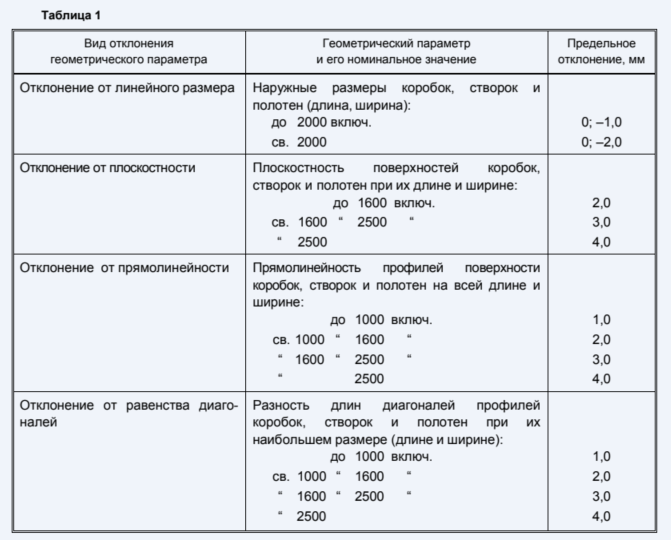 Таблица 1
Вид отклонения геометрического параметра
Геометрический параметр и его номинальное значение
Предельное отклонение, мм
Отклонение от линейного размера
Наружные размеры коробок, створок и
полотен (длина, ширина):
до 2000 включ. 0; –1,0
св. 2000 0; –2,0
Отклонение от плоскостности
Плоскостность поверхностей коробок,
створок и полотен при их длине и ширине:
до 1600 включ. 2,0
св. 1600 “ 2500 “ 3,0
“ 2500 4,0
Отклонение от прямолинейности
Прямолинейность профилей поверхности
коробок, створок и полотен на всей длине и
ширине:
до 1000 включ. 1,0
св. 1000 “ 1600 “ 2,0
“ 1600 “ 2500 “ 3,0
“ 2500 4,0
Отклонение от равенства диаго-
налей
Разность длин диагоналей профилей
коробок, створок и полотен при их
наибольшем размере (длине и ширине):
до 1000 включ. 1,0
св. 1000 “ 1600 “ 2,0
“ 1600 “ 2500 “ 3,0
“ 2500 4,0